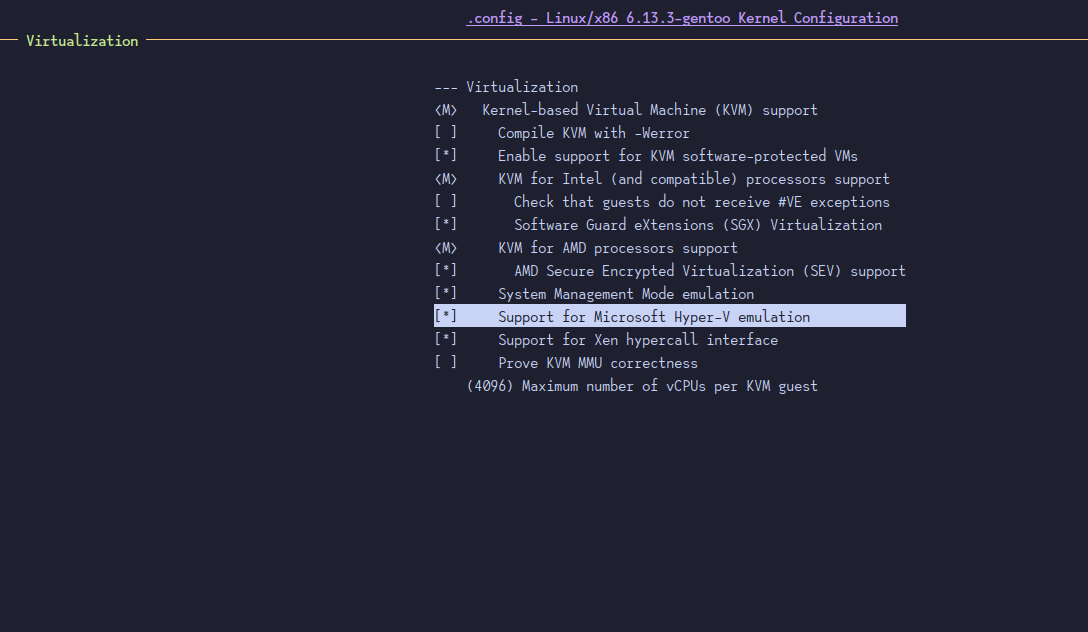 .config - Linux/x86 6.13.3-gentoo Kernel Configuration
Virtualization
--- Virtualization
<M> Kernel-based Virtual Machine (KVM) support
[ ] Compile KVM with -Werror
[*] Enable support for KVM software-protected VMs
<M> KVM for Intel (and compatible) processors support
[ ] Check that guests do not receive #VE exceptions
[*] Software Guard eXtensions (SGX) Virtualization
<M> KVM for AMD processors support
[*] AMD Secure Encrypted Virtualization (SEV) support
[*] System Management Mode emulation
[*] Support for Microsoft Hyper-V emulation
[*] Support for Xen hypercall interface
[ ] Prove KVM MMU correctness
(4096) Maximum number of vCPUs per KVM guest